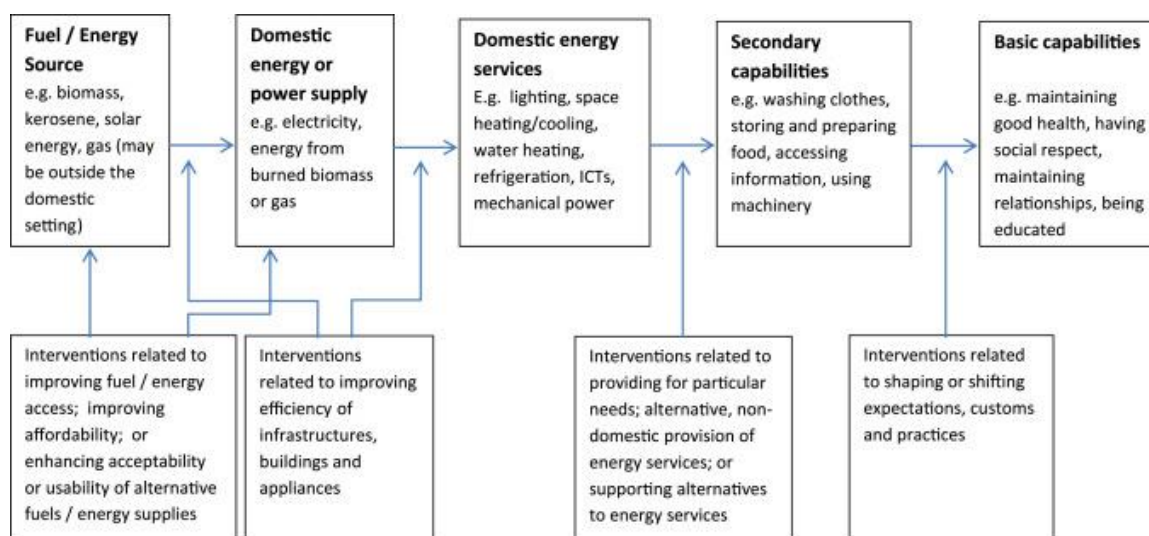 Fuel / Energy
Source
e.g. biomass,
kerosene, solar
energy, gas (may
be outside the
domestic
setting)
Domestic
energy or
power supply
e.g. electricity,
energy from
burned biomass
or gas
Domestic energy
services
E.g. lighting, space
heating/cooling,
water heating,
refrigeration, ICTs,
mechanical power
Secondary
capabilities
e.g. washing clothes,
storing and preparing
food, accessing
information, using
machinery
Basic capabilities
e.g. maintaining
good health, having
social respect,
maintaining
relationships, being
educated
Interventions related to
improving fuel / energy
access; improving
affordability; or
enhancing acceptability
or usability of alternative
fuels / energy supplies
Interventions
related to improving
efficiency of
infrastructures,
buildings and
appliances
Interventions related to
providing for particular
needs; alternative, non-
domestic provision of
energy services; or
supporting alternatives
to energy services
Interventions related
to shaping or shifting
expectations, customs
and practices